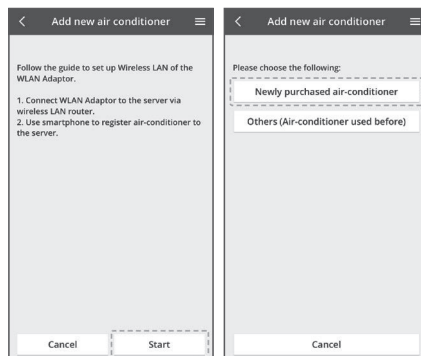 Add new air conditioner
Follow the guide to set up Wireless LAN of the
WLAN Adaptor.
1. Connect WLAN Adaptor to the server via
wireless LAN router.
2. Use smartphone to register air-conditioner to
the server.
Cancel
Start
Add new air conditioner
Please choose the following:
Newly purchased air-conditioner
Others (Air-conditioner used before)
Cancel